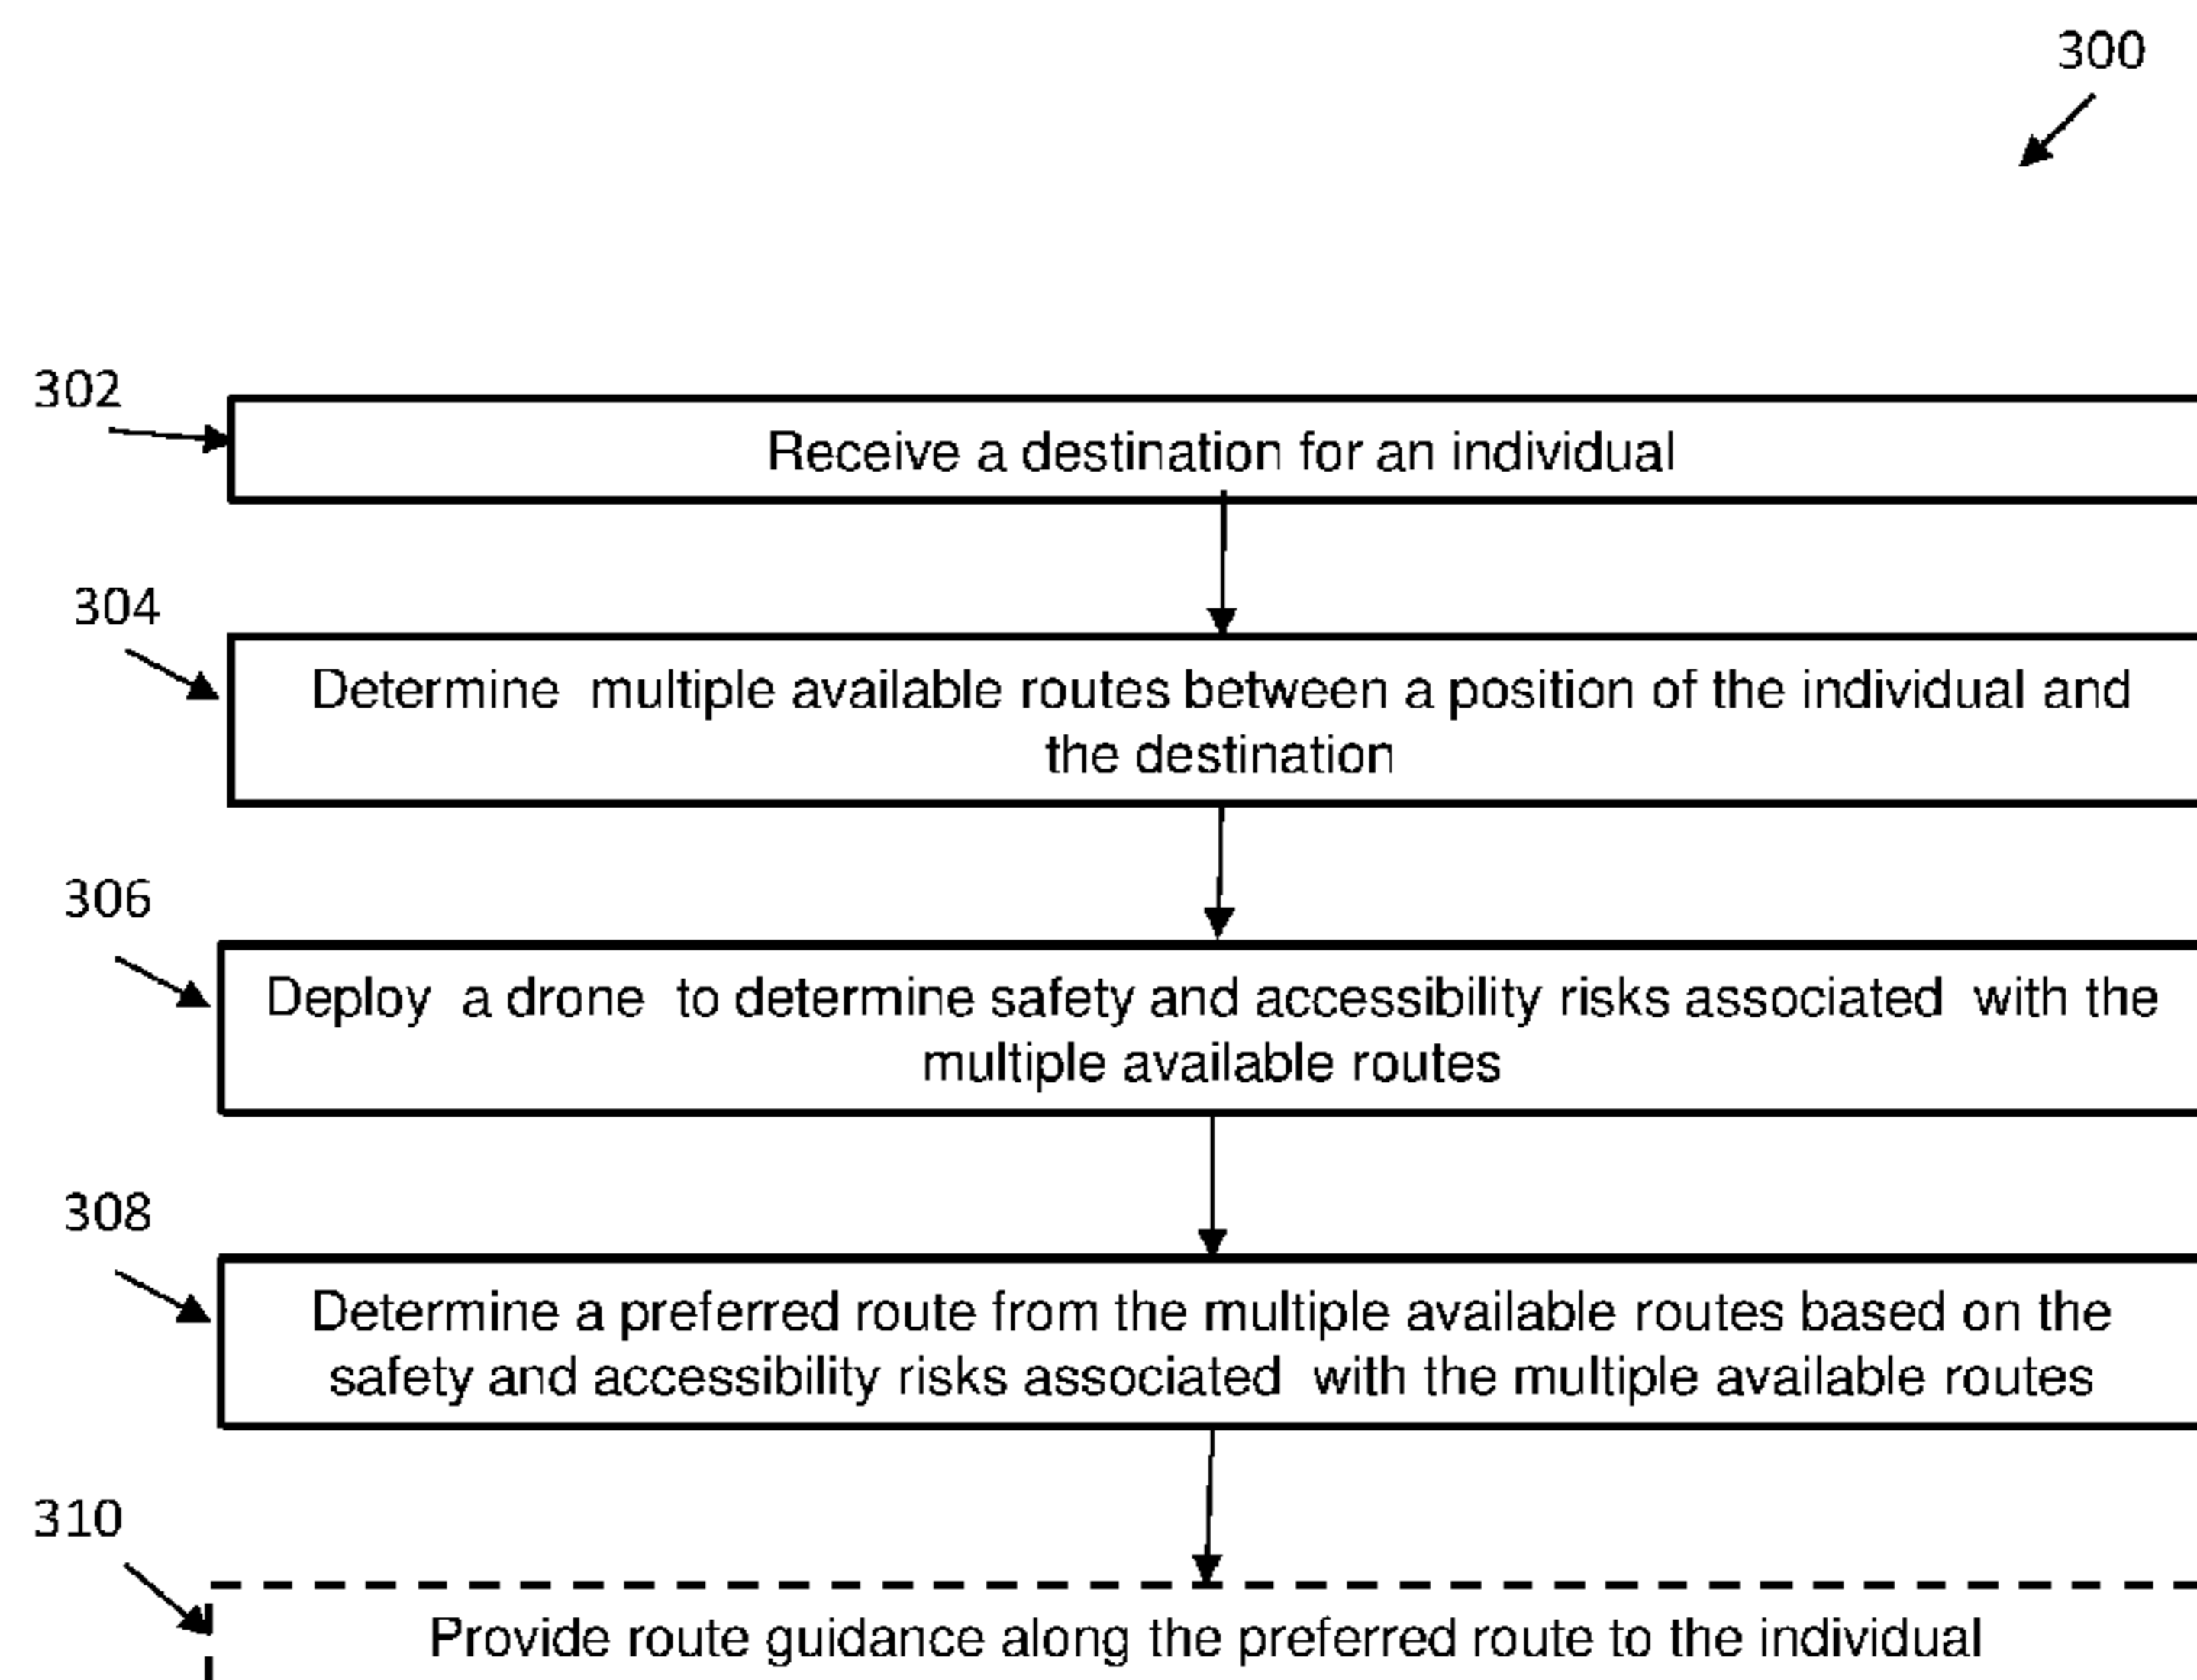 300
302
Receive a destination for an individual
304
Determine multiple available routes between a position of the individual and
the destination
306
Deploy a drone to determine safety and accessibility risks associated with the
multiple available routes
308
Determine a preferred route from the multiple available routes based on the
safety and accessibility risks associated with the multiple available routes
310
Provide route guidance along the preferred route to the individual